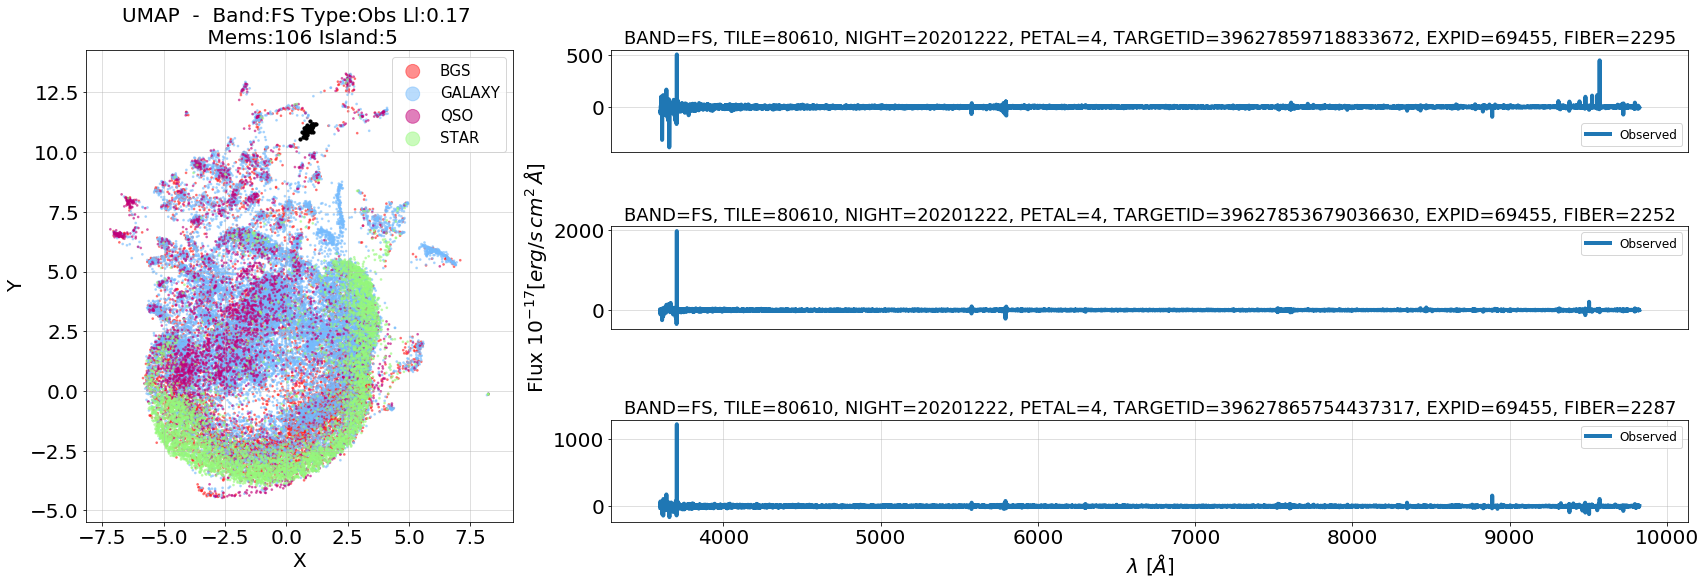 UMAP - Band:FS Type:Obs Ll:0.17
Mems:106 Island:5
BGS
GALAXY
QSO
STAR
12.5
10.0
7.5
5.0
2.5
0.0
−2.5
−5.0
Y
−7.5 −5.0 −2.5 0.0 2.5 5.0 7.5
X
BAND=FS, TILE=80610, NIGHT=20201222, PETAL=4, TARGETID=39627859718833672, EXPID=69455, FIBER=2295
500
0
Observed
Flux 10⁻¹⁷[erg/s cm² Å]
BAND=FS, TILE=80610, NIGHT=20201222, PETAL=4, TARGETID=39627853679036630, EXPID=69455, FIBER=2252
2000
0
Observed
BAND=FS, TILE=80610, NIGHT=20201222, PETAL=4, TARGETID=39627865754437317, EXPID=69455, FIBER=2287
1000
0
Observed
4000 5000 6000 7000 8000 9000 10000
λ [Å]